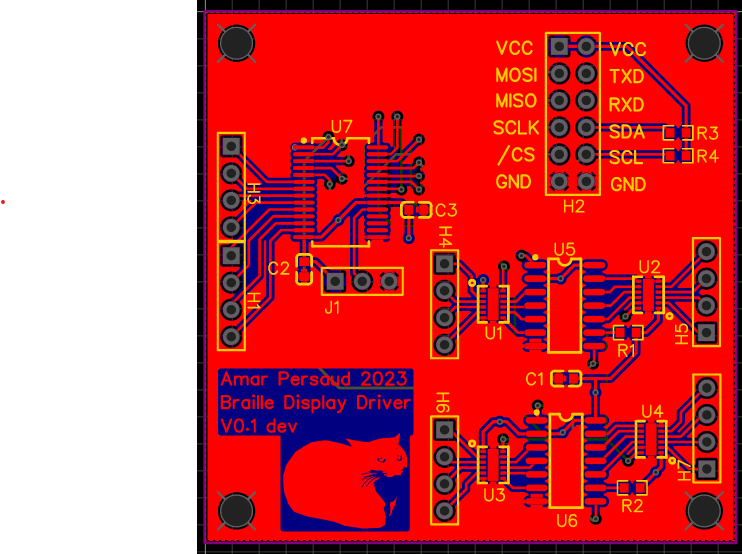 VCC VCC
MOSI TXD
MISO RXD
SCLK SDA R3
/CS SCL R4
GND GND
H2
U7
H3
C3
H4
C2
H1
J1
U5
U2
U1
R1
H5
C1
Amar Persaud 2023
Braille Display Driver
V0.1 dev
H6
U4
U3
H7
R2
U6